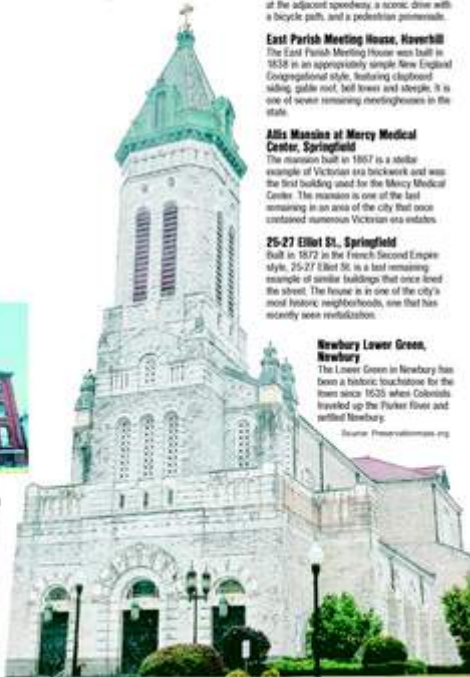 at the adjacent speedway, a scenic drive with
a bicycle path, and a pedestrian promenade.
East Parish Meeting House, Haverhill
The East Parish Meeting House was built in
1838 in an appropriately simple New England
Congregational style, featuring clapboard
siding, gable roof, bell tower and steeple. It is
one of seven remaining meetinghouses in the
state.
Allis Mansion at Mercy Medical
Center, Springfield
The mansion built in 1867 is a stellar
example of Victorian era brickwork and was
the first building used for the Mercy Medical
Center. The mansion is one of the last
remaining in an area of the city that once
contained numerous Victorian era estates.
25-27 Elliot St., Springfield
Built in 1872 in the French Second Empire
style, 25-27 Elliot St. is a last remaining
example of similar buildings that once lined
the street. The house is in one of the city's
most historic neighborhoods, one that has
recently seen revitalization.
Newbury Lower Green,
Newbury
The Lower Green in Newbury has
been a historic touchstone for the
town since 1635 when Colonists
traveled up the Parker River and
settled Newbury.
Source: Preservationmass.org